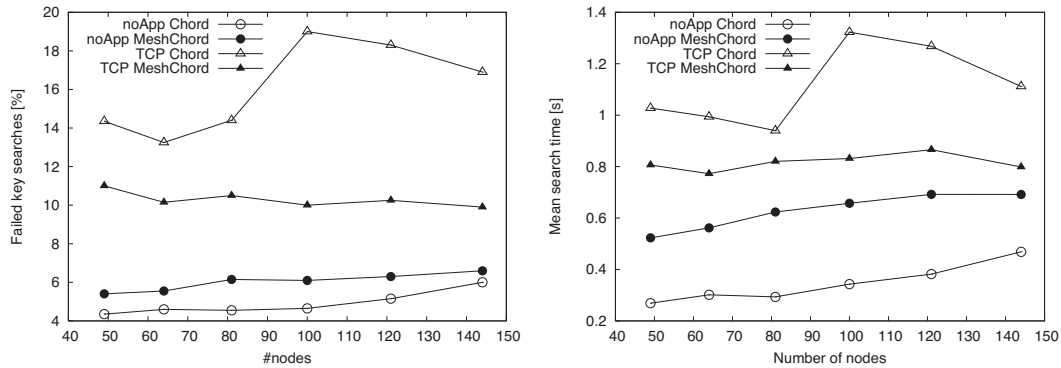 20
18
16
14
12
10
8
6
4
40 50 60 70 80 90 100 110 120 130 140 150
Failed key searches [%]
#nodes
noApp Chord
noApp MeshChord
TCP Chord
TCP MeshChord
1.4
1.2
1
0.8
0.6
0.4
0.2
40 50 60 70 80 90 100 110 120 130 140 150
Mean search time [s]
Number of nodes
noApp Chord
noApp MeshChord
TCP Chord
TCP MeshChord